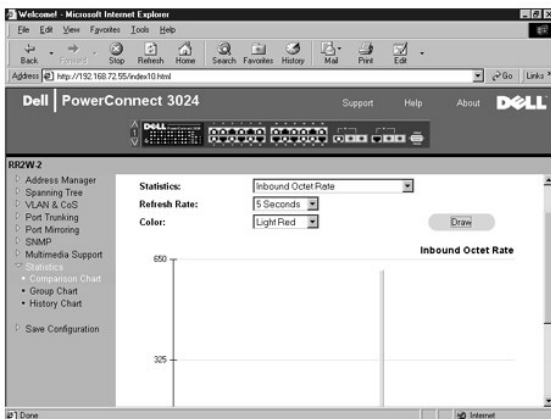 Welcome! - Microsoft Internet Explorer
File Edit View Favorites Tools Help
Back Forward Stop Refresh Home Search Favorites History Mail Print Edit
Address http://192.168.72.55/index10.html Go Links
Dell PowerConnect 3024 Support Help About DELL
1 DELL
RR2W-2
Address Manager
Spanning Tree
VLAN & CoS
Port Trunking
Port Mirroring
SNMP
Multimedia Support
Statistics
Comparison Chart
Group Chart
History Chart
Save Configuration
Statistics: Inbound Octet Rate
Refresh Rate: 5 Seconds
Color: Light Red Draw
Inbound Octet Rate
650
325
Done Internet